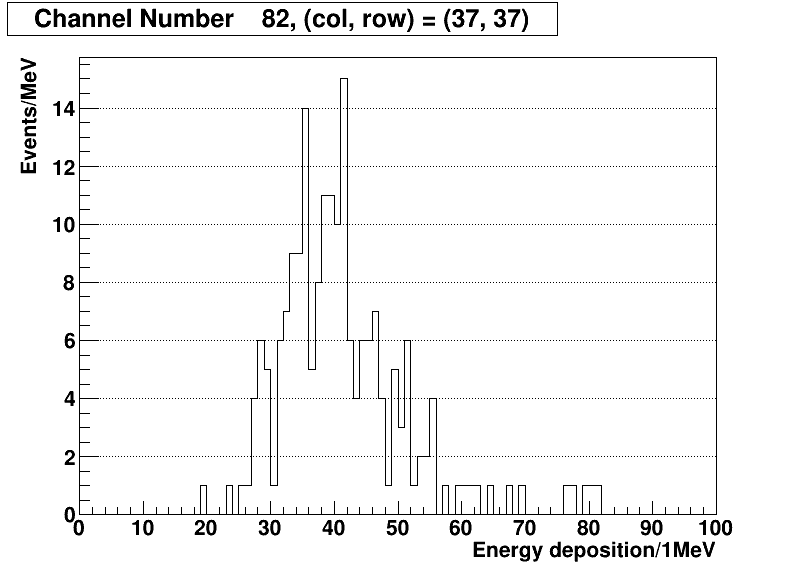 Channel Number 82, (col, row) = (37, 37)
Events/MeV
14
12
10
8
6
4
2
0
0 10 20 30 40 50 60 70 80 90 100
Energy deposition/1MeV